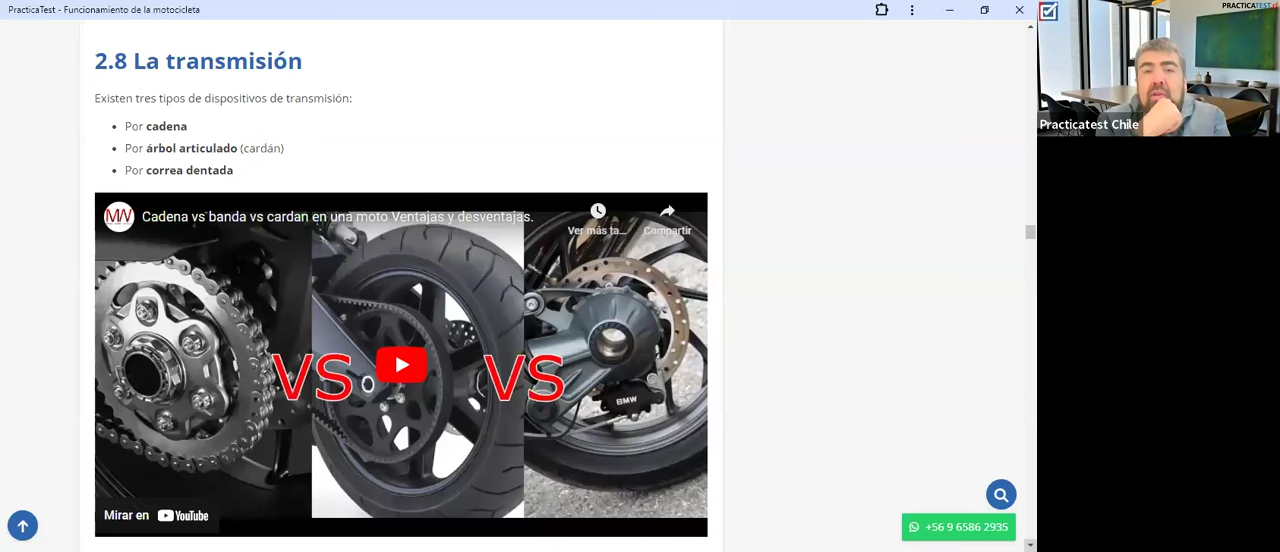 PracticaTest - Funcionamiento de la motocicleta
PRACTICATEST.cl
2.8 La transmisión
Existen tres tipos de dispositivos de transmisión:
Por cadena
Por árbol articulado (cardán)
Por correa dentada
MW
Cadena vs banda vs cardan en una moto Ventajas y desventajas.
Ver más ta...
Compartir
VS
VS
BMW
Mirar en YouTube
Practicatest Chile
+56 9 6586 2935